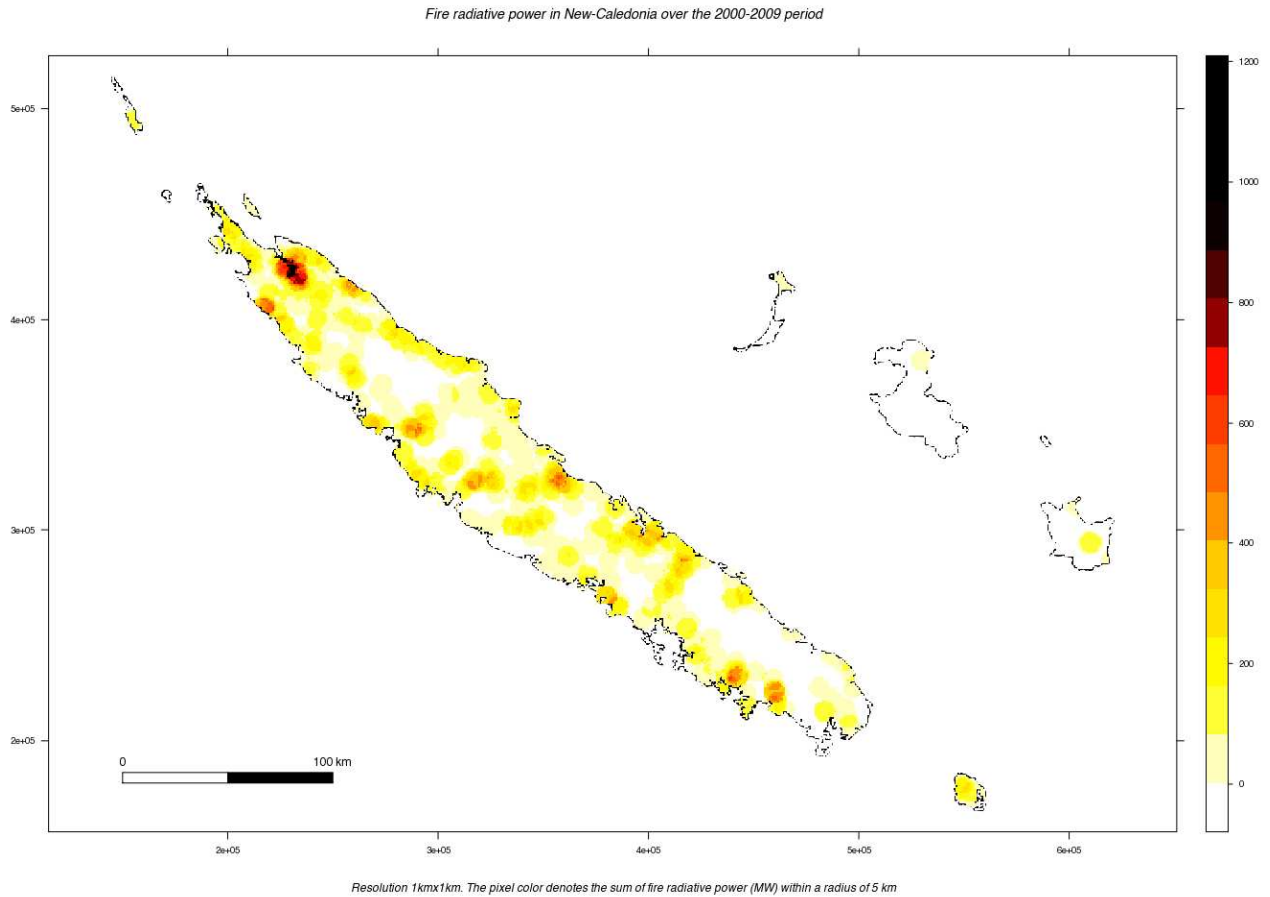 Fire radiative power in New-Caledonia over the 2000-2009 period
1200
5e+05
1000
800
4e+05
600
3e+05
400
200
2e+05
0 100 km
0
2e+05 3e+05 4e+05 5e+05 6e+05
Resolution 1kmx1km. The pixel color denotes the sum of fire radiative power (MW) within a radius of 5 km